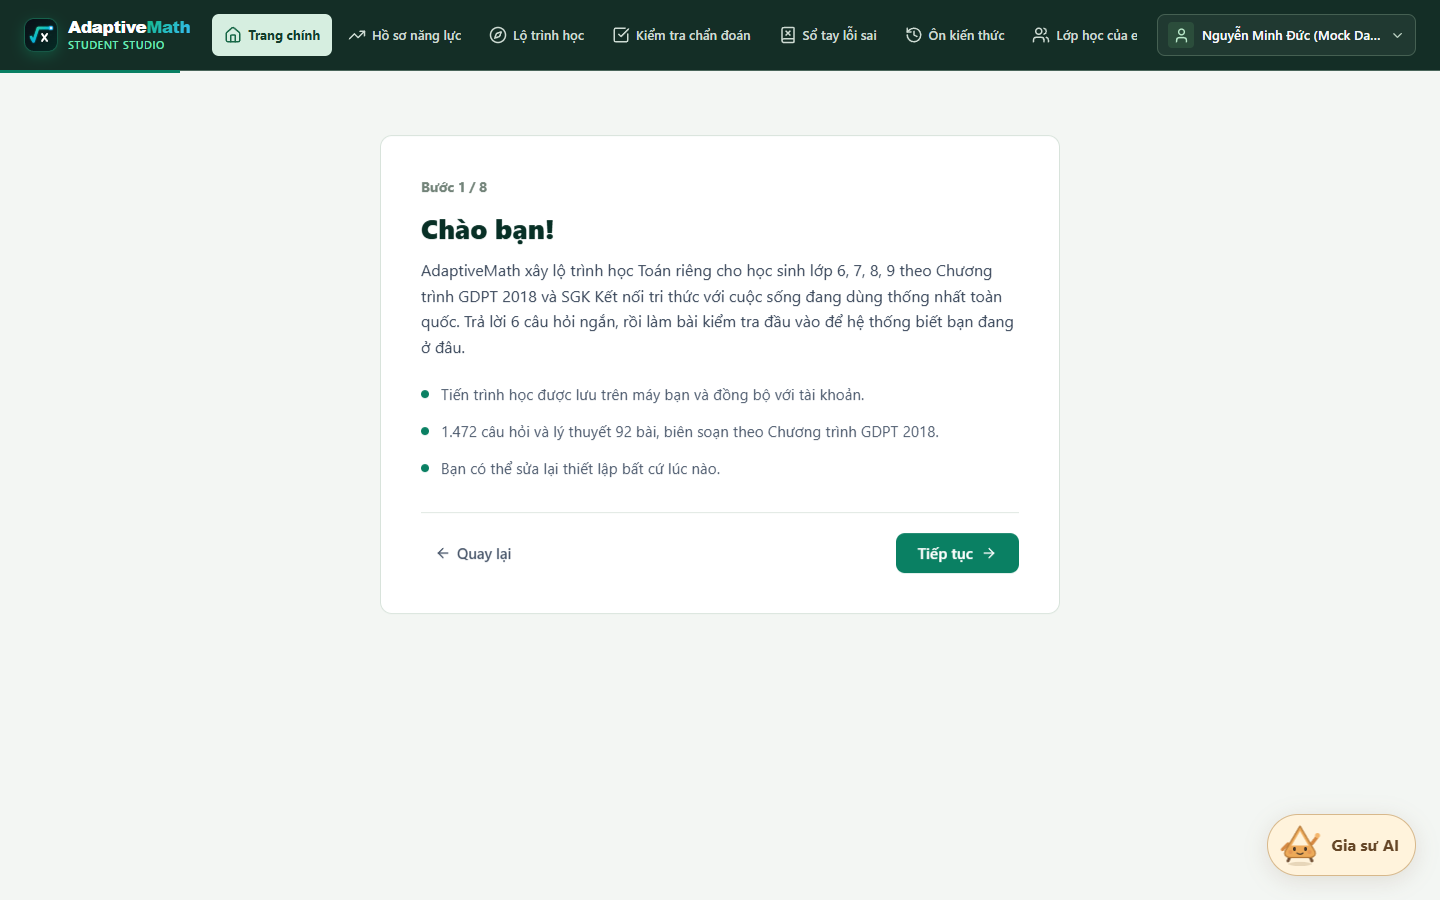 AdaptiveMath
STUDENT STUDIO
Trang chính
Hồ sơ năng lực
Lộ trình học
Kiểm tra chẩn đoán
Sổ tay lỗi sai
Ôn kiến thức
Lớp học của e
Nguyễn Minh Đức (Mock Da...
Bước 1 / 8
Chào bạn!
AdaptiveMath xây lộ trình học Toán riêng cho học sinh lớp 6, 7, 8, 9 theo Chương
trình GDPT 2018 và SGK Kết nối tri thức với cuộc sống đang dùng thống nhất toàn
quốc. Trả lời 6 câu hỏi ngắn, rồi làm bài kiểm tra đầu vào để hệ thống biết bạn đang
ở đâu.
Tiến trình học được lưu trên máy bạn và đồng bộ với tài khoản.
1.472 câu hỏi và lý thuyết 92 bài, biên soạn theo Chương trình GDPT 2018.
Bạn có thể sửa lại thiết lập bất cứ lúc nào.
Quay lại
Tiếp tục
Gia sư AI